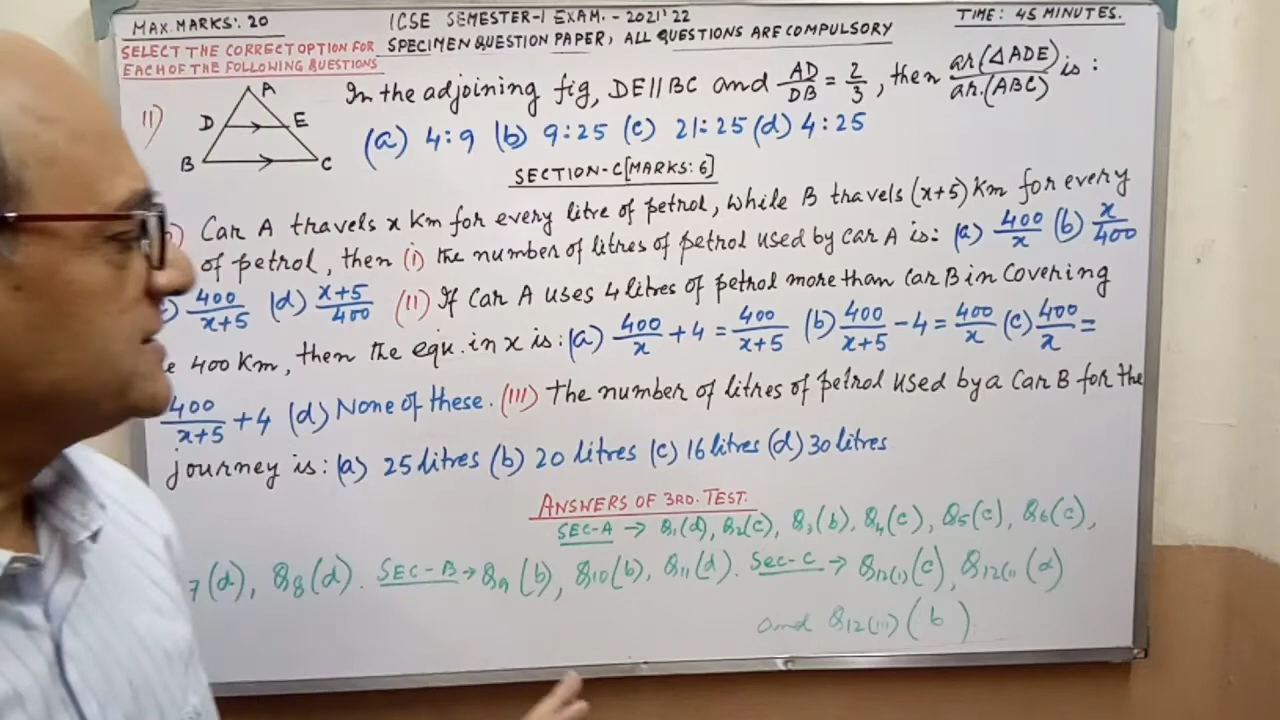 MAX. MARKS: 20 ICSE SEMESTER-I EXAM. - 2021'22 TIME: 45 MINUTES.
SELECT THE CORRECT OPTION FOR SPECIMEN QUESTION PAPER, ALL QUESTIONS ARE COMPULSORY
EACH OF THE FOLLOWING QUESTIONS
11) In the adjoining fig, DE||BC and AD/DB = 2/3, then ar(△ADE)/ar.(ABC) is:
A
D E
B C
(a) 4:9 (b) 9:25 (c) 21:25 (d) 4:25
SECTION-C [MARKS: 6]
Car A travels x Km for every litre of petrol, while B travels (x+5) Km for every
of petrol, then (i) the number of litres of petrol used by car A is: (a) 400/x (b) x/400
) 400/x+5 (d) x+5/400 (II) If Car A uses 4 litres of petrol more than Car B in Covering
e 400 Km, then the equ. in x is: (a) 400/x + 4 = 400/x+5 (b) 400/x+5 - 4 = 400/x (c) 400/x =
400/x+5 + 4 (d) None of these. (III) The number of litres of petrol used by a Car B for the
journey is: (a) 25 litres (b) 20 litres (c) 16 litres (d) 30 litres
ANSWERS OF 3RD. TEST.
SEC-A → Q1(d), Q2(c), Q3(b), Q4(c), Q5(c), Q6(c),
7(d), Q8(d). SEC-B → Q9(b), Q10(b), Q11(d). SEC-C → Q12(i)(c), Q12(ii)(d)
and Q12(iii)(b).